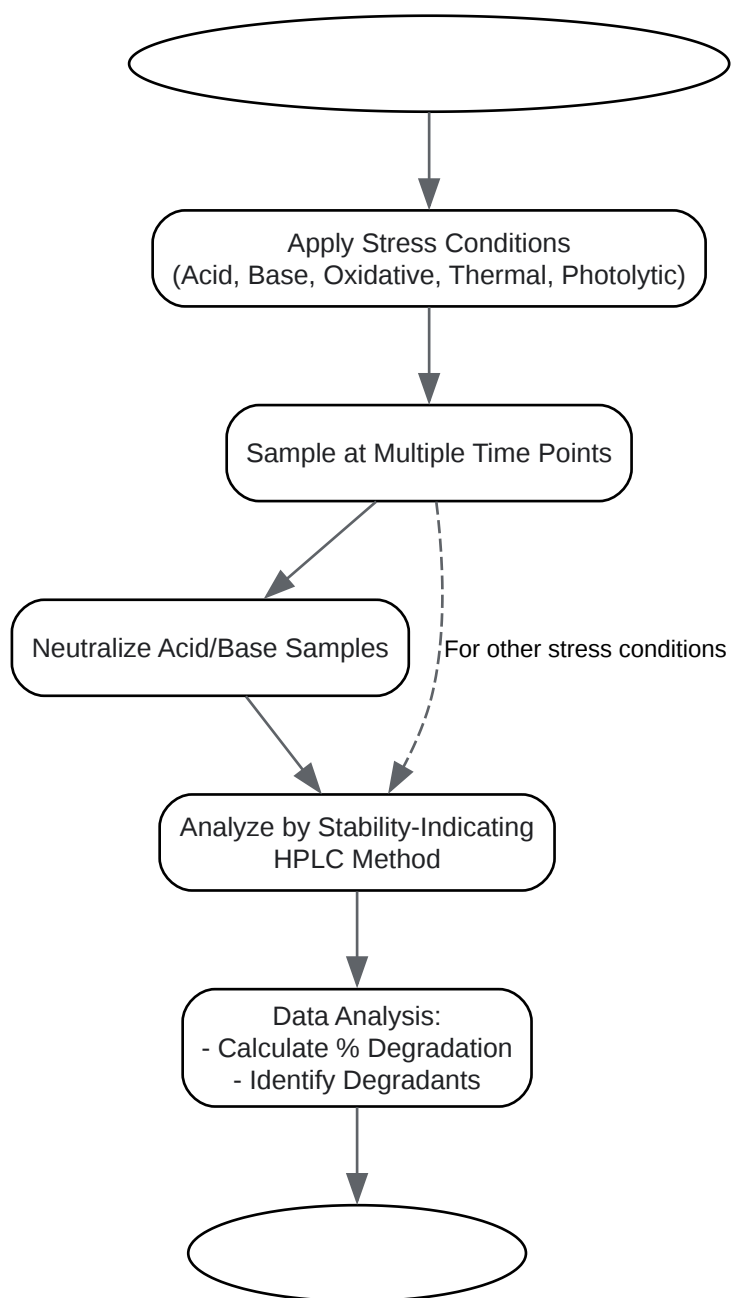 Apply Stress Conditions
(Acid, Base, Oxidative, Thermal, Photolytic)
Sample at Multiple Time Points
Neutralize Acid/Base Samples
For other stress conditions
Analyze by Stability-Indicating
HPLC Method
Data Analysis:
- Calculate % Degradation
- Identify Degradants